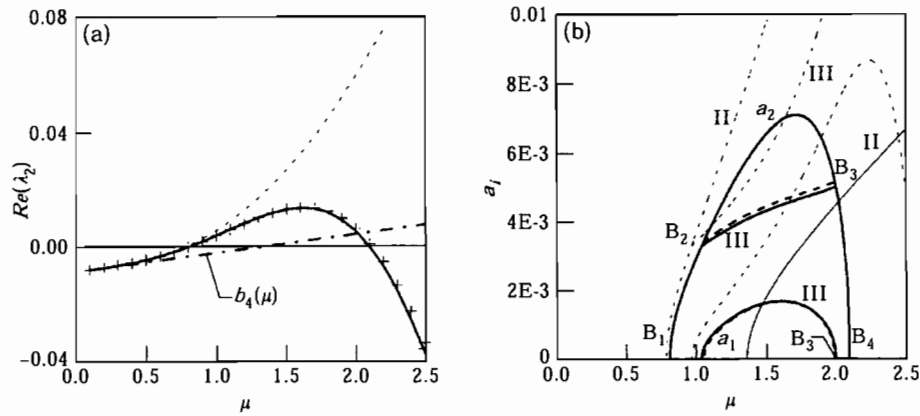 (a)
0.08
0.04
0.00
-0.04
Re(λ2)
b4(μ)
0.0 0.5 1.0 1.5 2.0 2.5
μ
(b)
0.01
8E-3
6E-3
4E-3
2E-3
0
ai
II
III
a2
II
B3
B2
III
III
B1
a1
B3
B4
0.0 0.5 1.0 1.5 2.0 2.5
μ